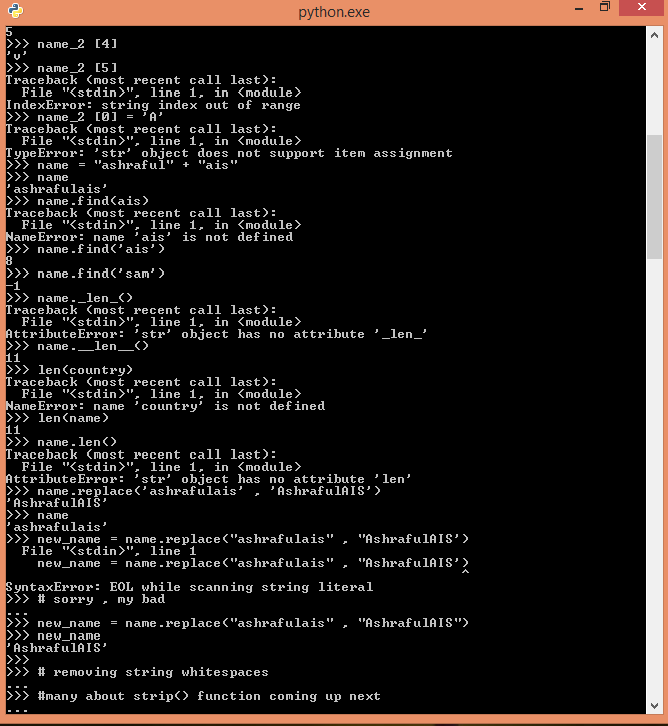 python.exe
5
>>> name_2 [4]
'v'
>>> name_2 [5]
Traceback (most recent call last):
  File "<stdin>", line 1, in <module>
IndexError: string index out of range
>>> name_2 [0] = 'A'
Traceback (most recent call last):
  File "<stdin>", line 1, in <module>
TypeError: 'str' object does not support item assignment
>>> name = "ashraful" + "ais"
>>> name
'ashrafulais'
>>> name.find(ais)
Traceback (most recent call last):
  File "<stdin>", line 1, in <module>
NameError: name 'ais' is not defined
>>> name.find('ais')
8
>>> name.find('sam')
-1
>>> name._len_()
Traceback (most recent call last):
  File "<stdin>", line 1, in <module>
AttributeError: 'str' object has no attribute '_len_'
>>> name.__len__()
11
>>> len(country)
Traceback (most recent call last):
  File "<stdin>", line 1, in <module>
NameError: name 'country' is not defined
>>> len(name)
11
>>> name.len()
Traceback (most recent call last):
  File "<stdin>", line 1, in <module>
AttributeError: 'str' object has no attribute 'len'
>>> name.replace('ashrafulais' , 'AshrafulAIS')
'AshrafulAIS'
>>> name
'ashrafulais'
>>> new_name = name.replace("ashrafulais" , "AshrafulAIS')
  File "<stdin>", line 1
    new_name = name.replace("ashrafulais" , "AshrafulAIS')
                                                         ^
SyntaxError: EOL while scanning string literal
>>> # sorry , my bad
...
>>> new_name = name.replace("ashrafulais" , "AshrafulAIS")
>>> new_name
'AshrafulAIS'
>>>
>>> # removing string whitespaces
...
>>> #many about strip() function coming up next
...